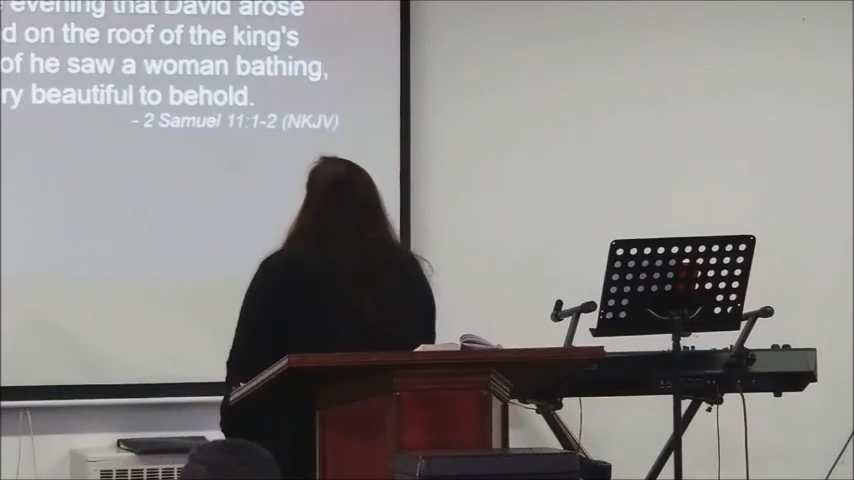 evening that David arose
d on the roof of the king's
of he saw a woman bathing,
ry beautiful to behold.
- 2 Samuel 11:1-2 (NKJV)